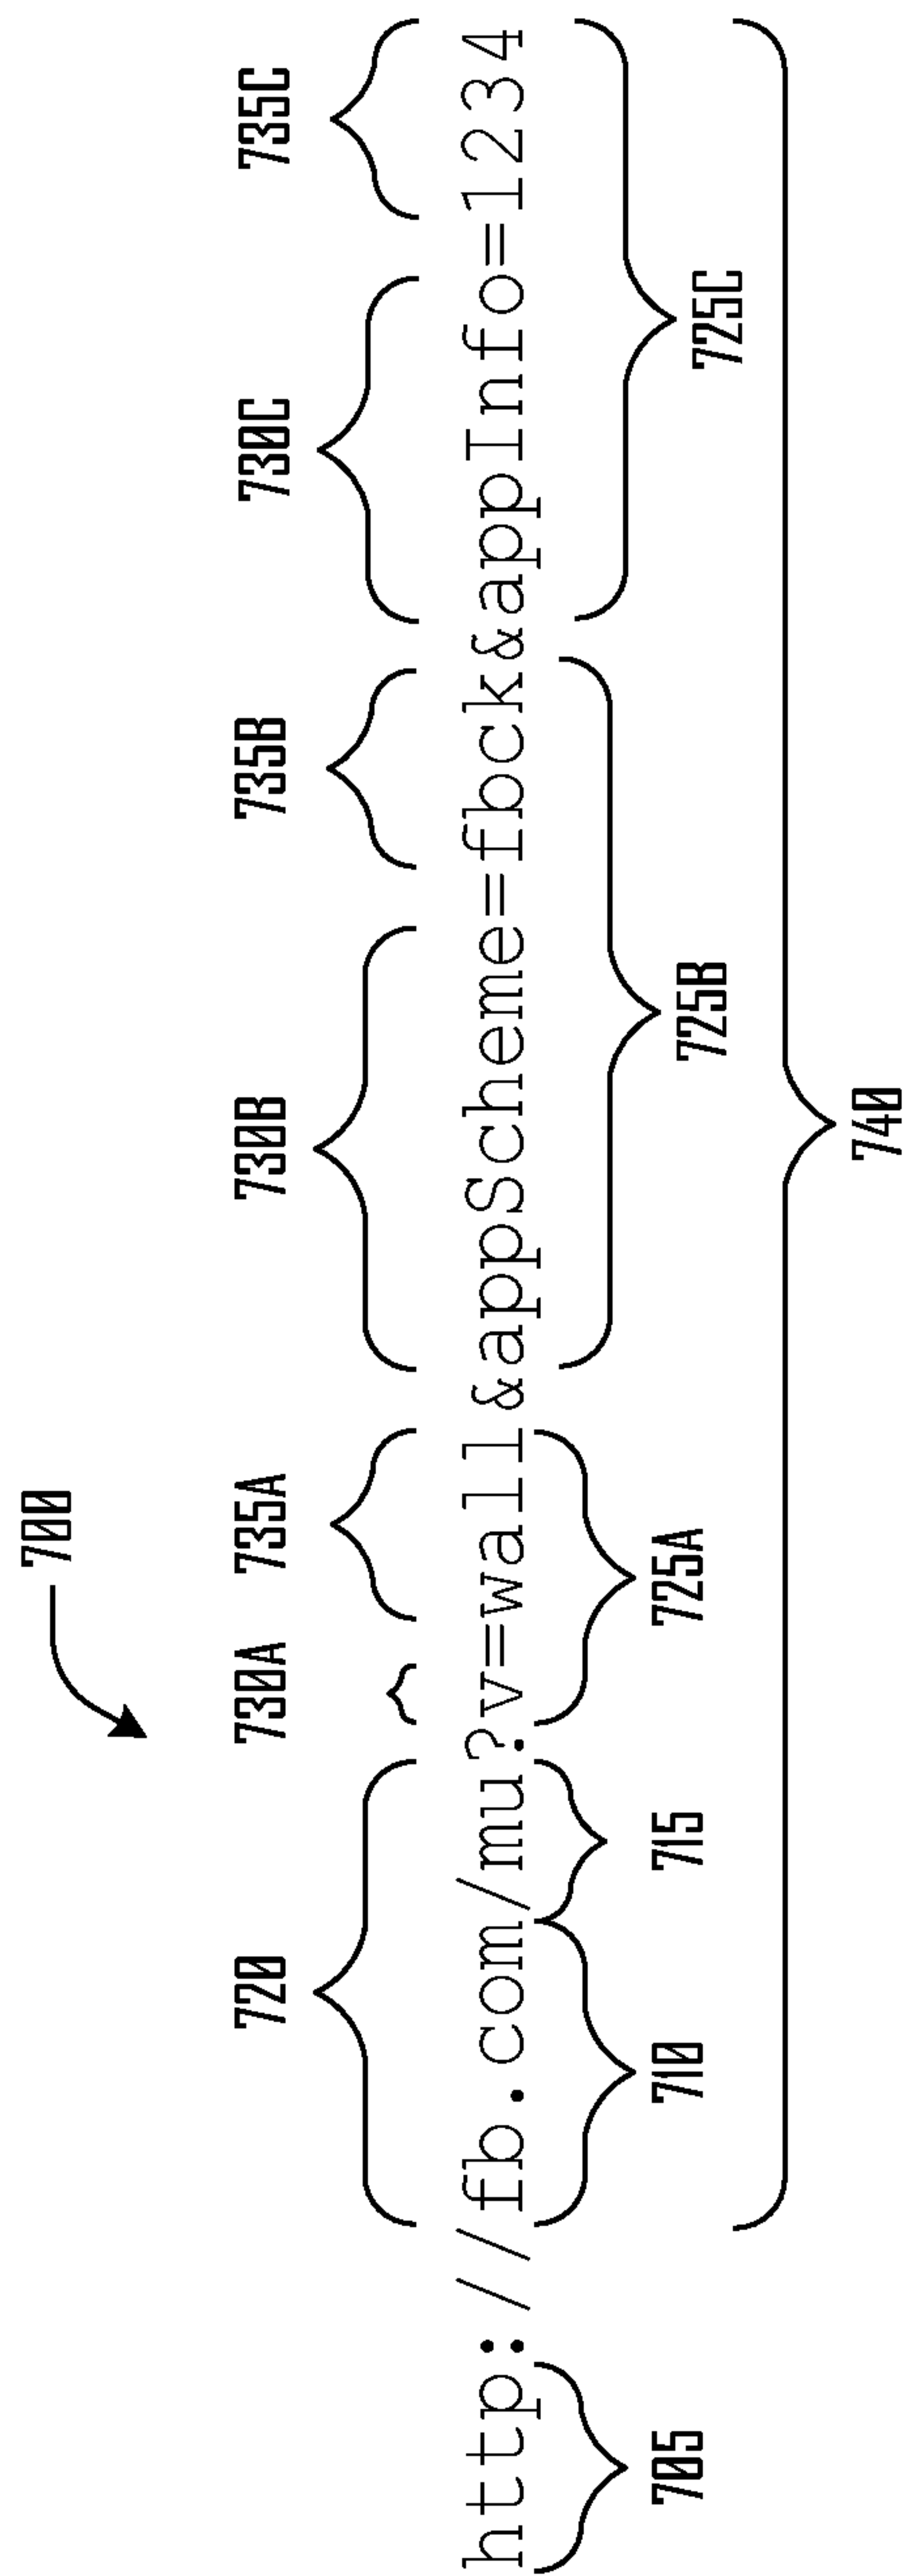 700
720 730A 735A 730B 735B 730C 735C
http://fb.com/mu?v=wall&appScheme=fbck&appInfo=1234
705 710 715 725A 725B 725C
740